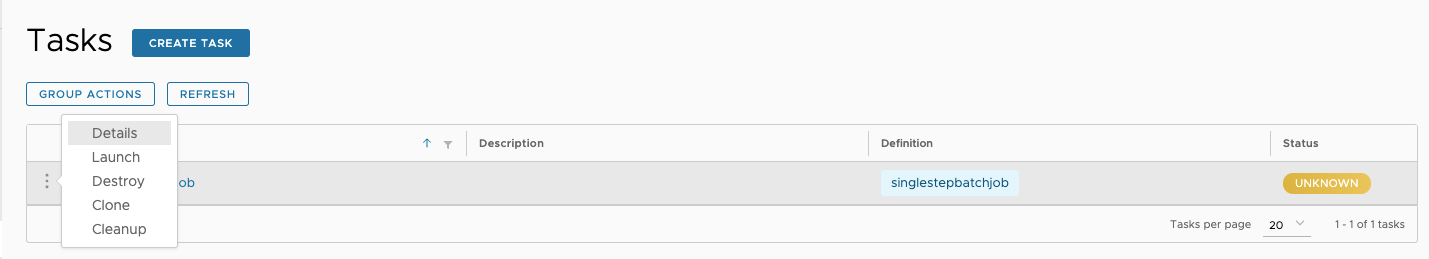 Tasks CREATE TASK
GROUP ACTIONS REFRESH
Details
Launch
Destroy
Clone
Cleanup
Description Definition Status
ob singlestepbatchjob UNKNOWN
Tasks per page 20 1 - 1 of 1 tasks